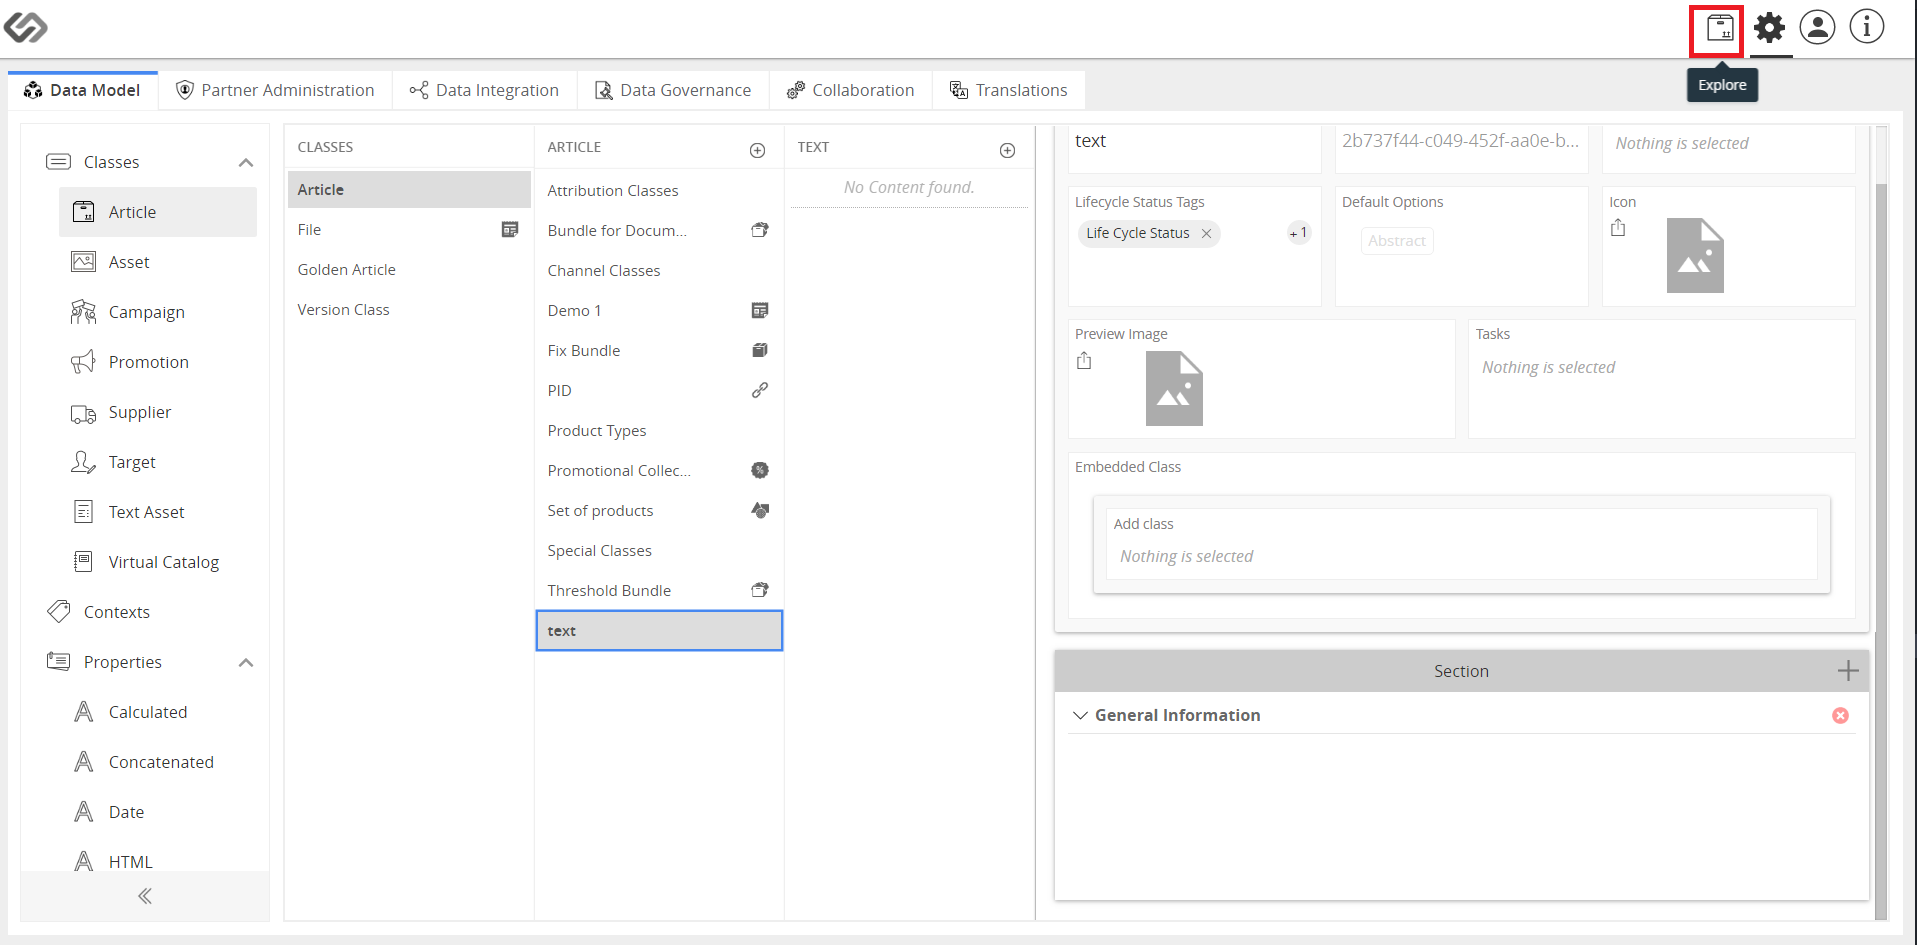 Explore
Data Model
Partner Administration
Data Integration
Data Governance
Collaboration
Translations
Classes
Article
Asset
Campaign
Promotion
Supplier
Target
Text Asset
Virtual Catalog
Contexts
Properties
Calculated
Concatenated
Date
HTML
CLASSES
Article
File
Golden Article
Version Class
ARTICLE
Attribution Classes
Bundle for Docum...
Channel Classes
Demo 1
Fix Bundle
PID
Product Types
Promotional Collec...
Set of products
Special Classes
Threshold Bundle
text
TEXT
No Content found.
text
2b737f44-c049-452f-aa0e-b...
Nothing is selected
Lifecycle Status Tags
Life Cycle Status
+1
Default Options
Abstract
Icon
Preview Image
Tasks
Nothing is selected
Embedded Class
Add class
Nothing is selected
Section
General Information